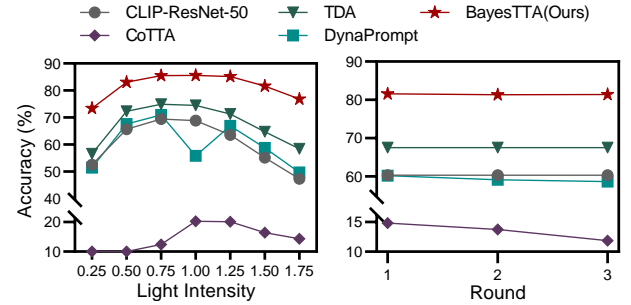 CLIP-ResNet-50 TDA BayesTTA(Ours)
CoTTA DynaPrompt
Accuracy (%)
90
80
70
60
50
40
20
10
0.25 0.50 0.75 1.00 1.25 1.50 1.75
Light Intensity
90
80
70
60
15
10
1 2 3
Round